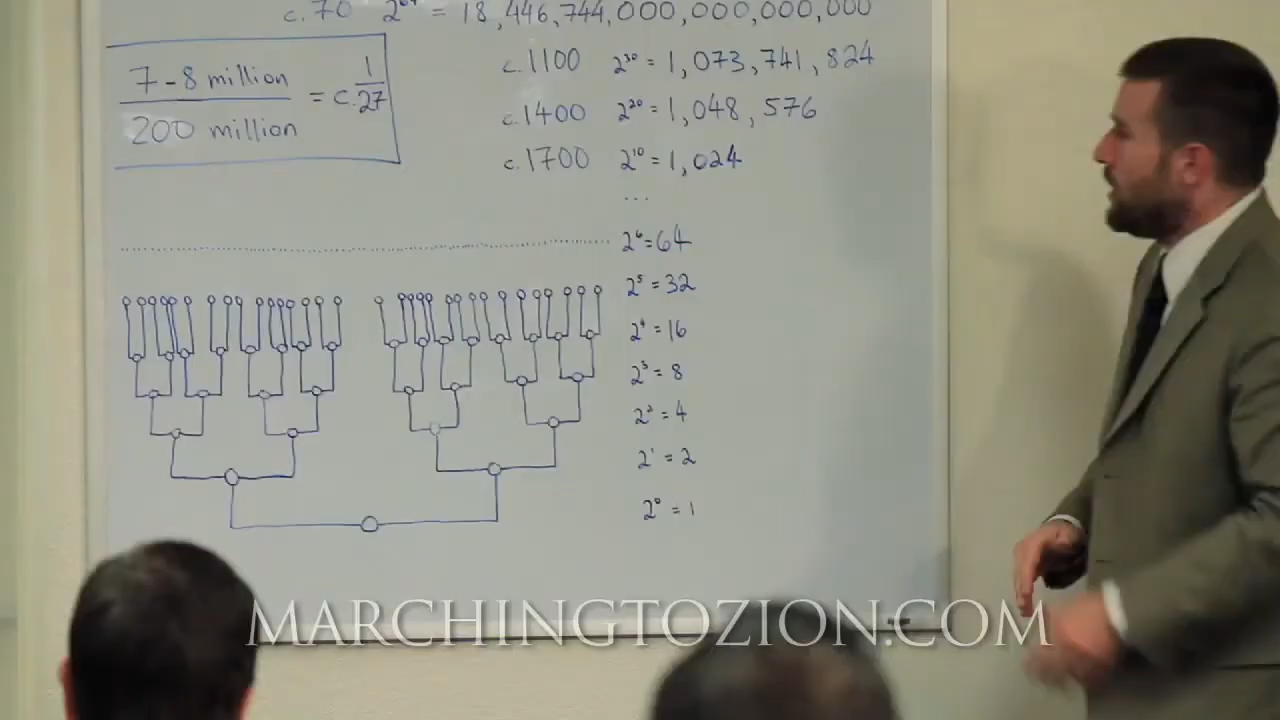 c.70 2⁶⁴ = 18,446,744,000,000,000,000
7-8 million
200 million
= c. 1/27
c.1100 2³⁰ = 1,073,741,824
c.1400 2²⁰ = 1,048,576
c.1700 2¹⁰ = 1,024
...
2⁶=64
2⁵=32
2⁴=16
2³=8
2²=4
2¹=2
2⁰=1
MARCHINGTOZION.COM